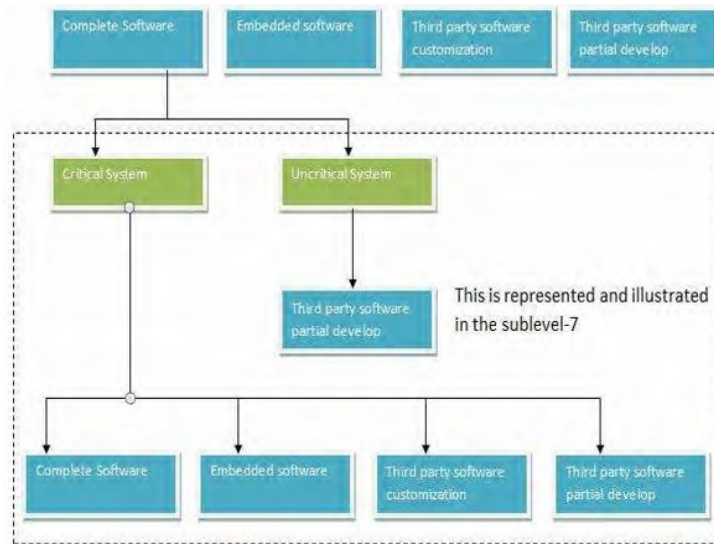 Complete Software
Embedded software
Third party software
customization
Third party software
partial develop
Critical System
Uncritical System
Third party software
partial develop
This is represented and illustrated
in the sublevel-7
Complete Software
Embedded software
Third party software
customization
Third party software
partial develop